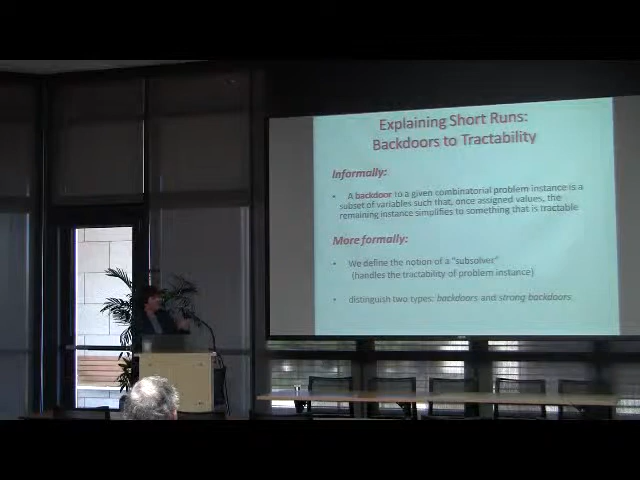 Explaining Short Runs:
Backdoors to Tractability
Informally:
• A backdoor to a given combinatorial problem instance is a
subset of variables such that, once assigned values, the
remaining instance simplifies to something that is tractable
More formally:
• We define the notion of a “subsolver”
(handles the tractability of problem instance)
• distinguish two types: backdoors and strong backdoors.